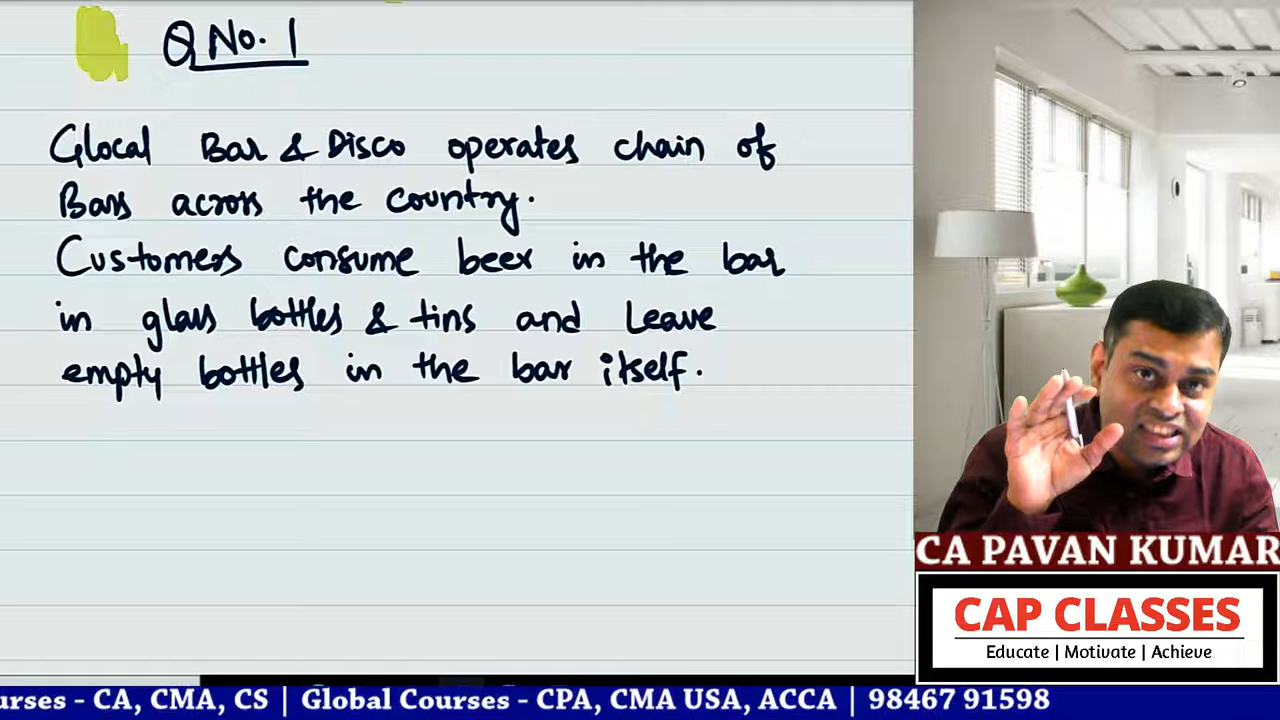 Q No. 1
Glocal Bar & Disco operates chain of
Bars across the country.
Customers consume beer in the bar
in glass bottles & tins and Leave
empty bottles in the bar itself.
CA PAVAN KUMAR
CAP CLASSES
Educate | Motivate | Achieve
urses - CA, CMA, CS | Global Courses - CPA, CMA USA, ACCA | 98467 91598